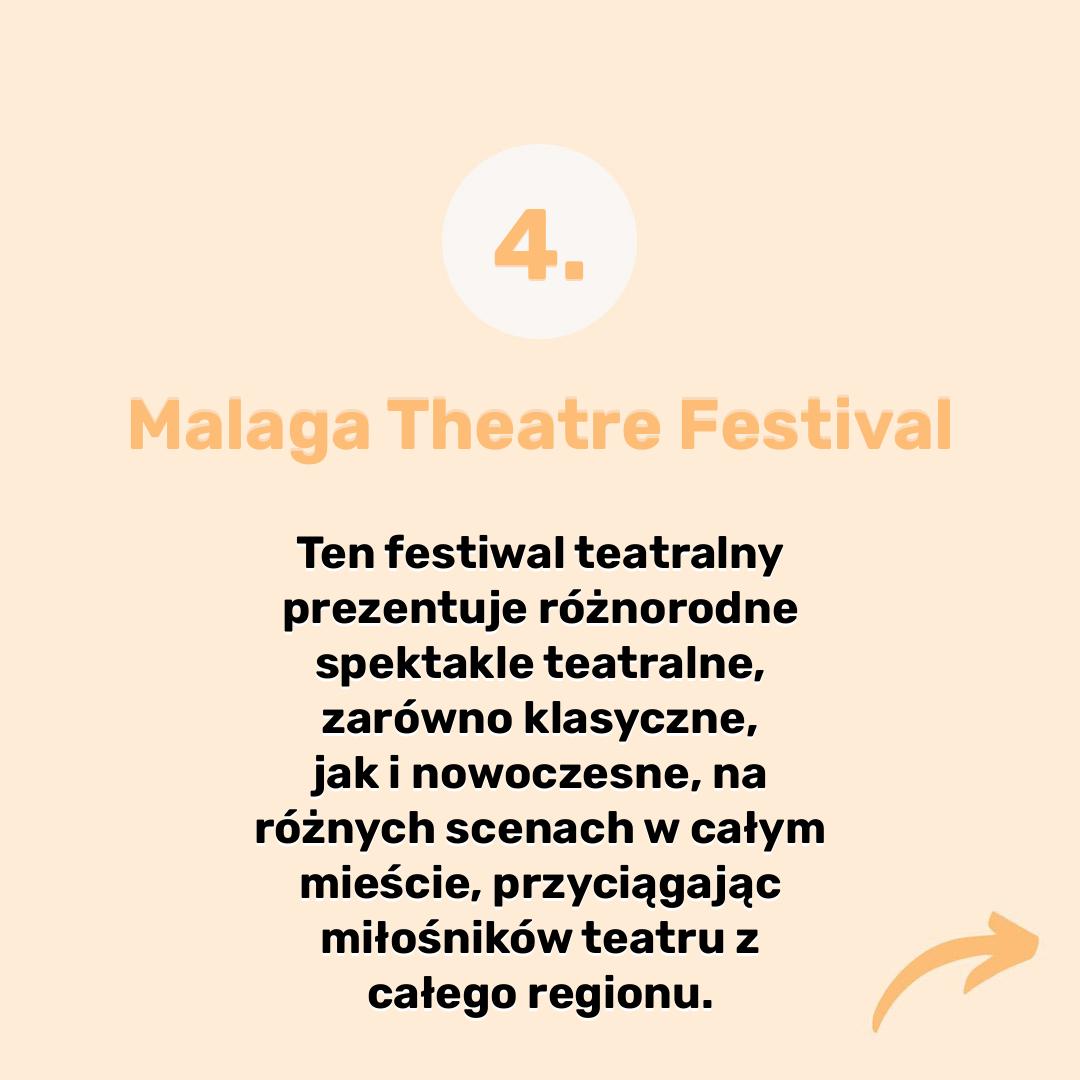 4.
Malaga Theatre Festival
Ten festiwal teatralny
prezentuje różnorodne
spektakle teatralne,
zarówno klasyczne,
jak i nowoczesne, na
różnych scenach w całym
mieście, przyciągając
miłośników teatru z
całego regionu.